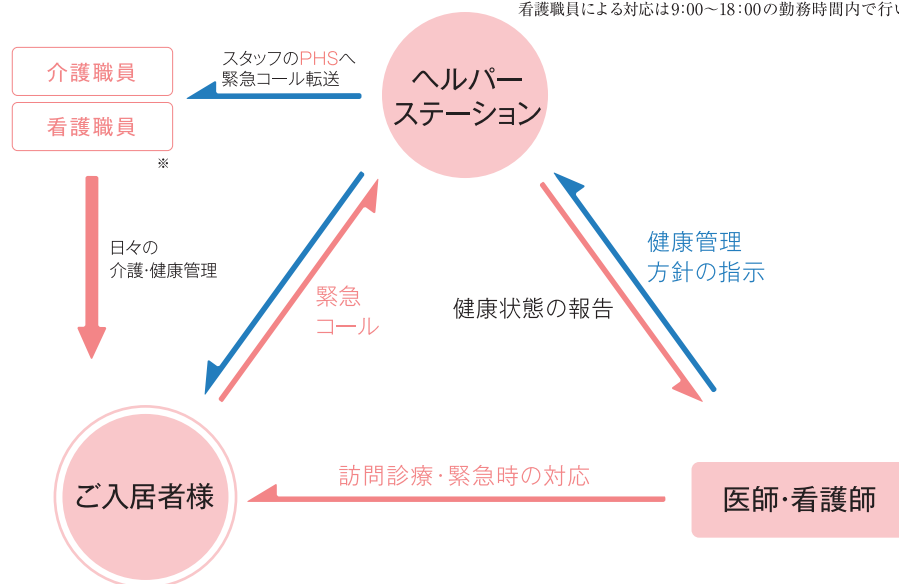 看護職員による対応は9:00〜18:00の勤務時間内で行い
スタッフのPHSへ
緊急コール転送
介護職員
看護職員
※
ヘルパー
ステーション
日々の
介護・健康管理
緊急
コール
健康管理
方針の指示
健康状態の報告
訪問診療・緊急時の対応
ご入居者様
医師・看護師